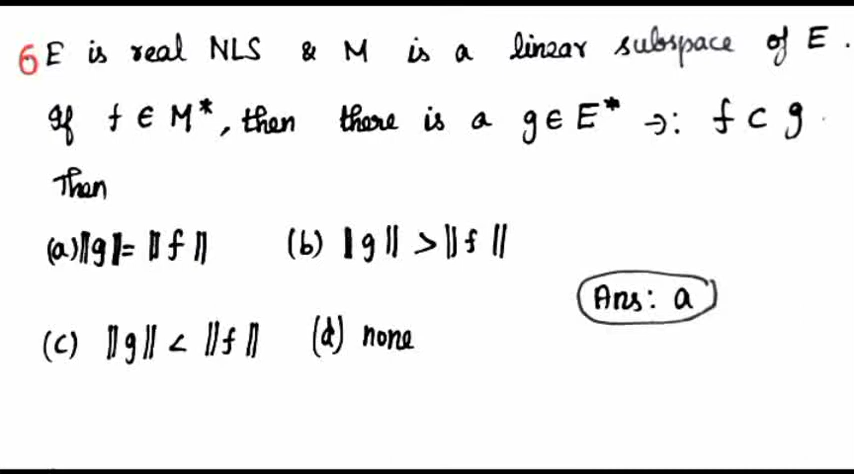 6 E is real NLS & M is a linear subspace of E.
If f ∈ M*, then there is a g ∈ E* ∋: f ⊂ g.
Then
(a) ||g|| = ||f|| (b) ||g|| > ||f||
Ans: a
(c) ||g|| < ||f|| (d) none